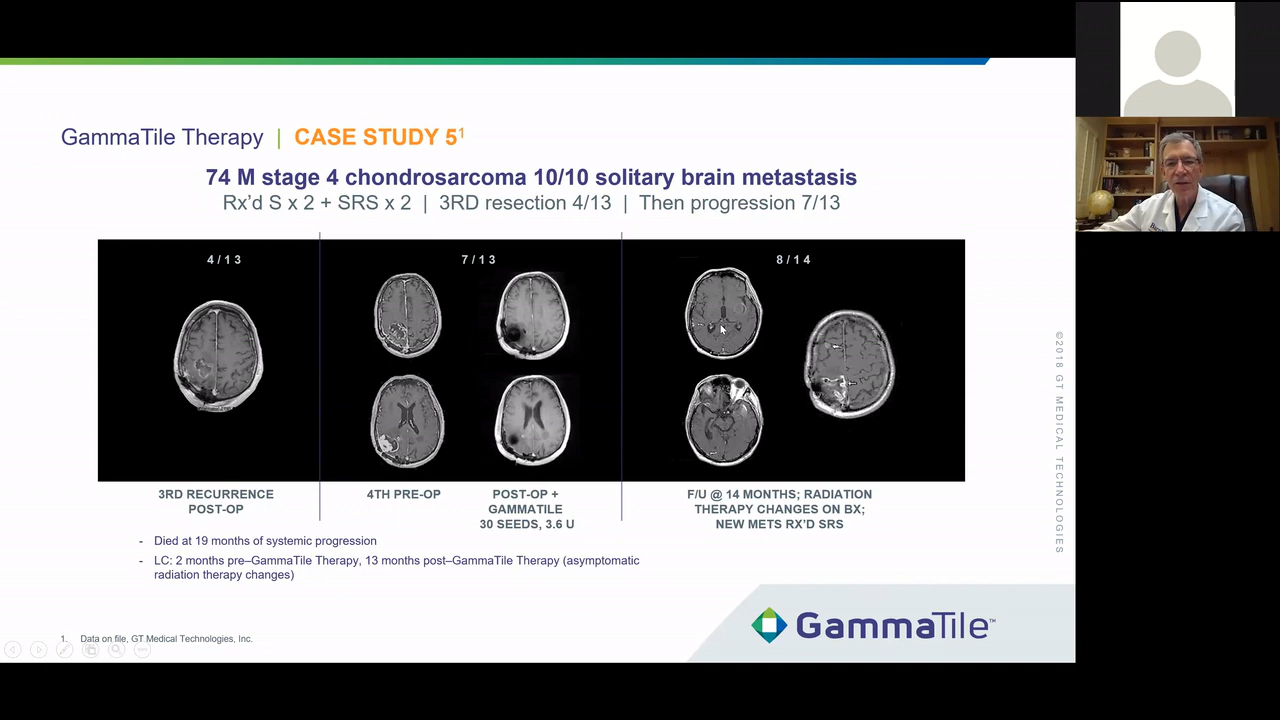 GammaTile Therapy | CASE STUDY 5¹
74 M stage 4 chondrosarcoma 10/10 solitary brain metastasis
Rx'd S x 2 + SRS x 2 | 3RD resection 4/13 | Then progression 7/13
4/13
7/13
8/14
3RD RECURRENCE
POST-OP
4TH PRE-OP
POST-OP +
GAMMATILE
30 SEEDS, 3.6 U
F/U @ 14 MONTHS; RADIATION
THERAPY CHANGES ON BX;
NEW METS RX'D SRS
- Died at 19 months of systemic progression
- LC: 2 months pre–GammaTile Therapy, 13 months post–GammaTile Therapy (asymptomatic
radiation therapy changes)
1. Data on file, GT Medical Technologies, Inc.
GammaTile™
©2018 GT MEDICAL TECHNOLOGIES